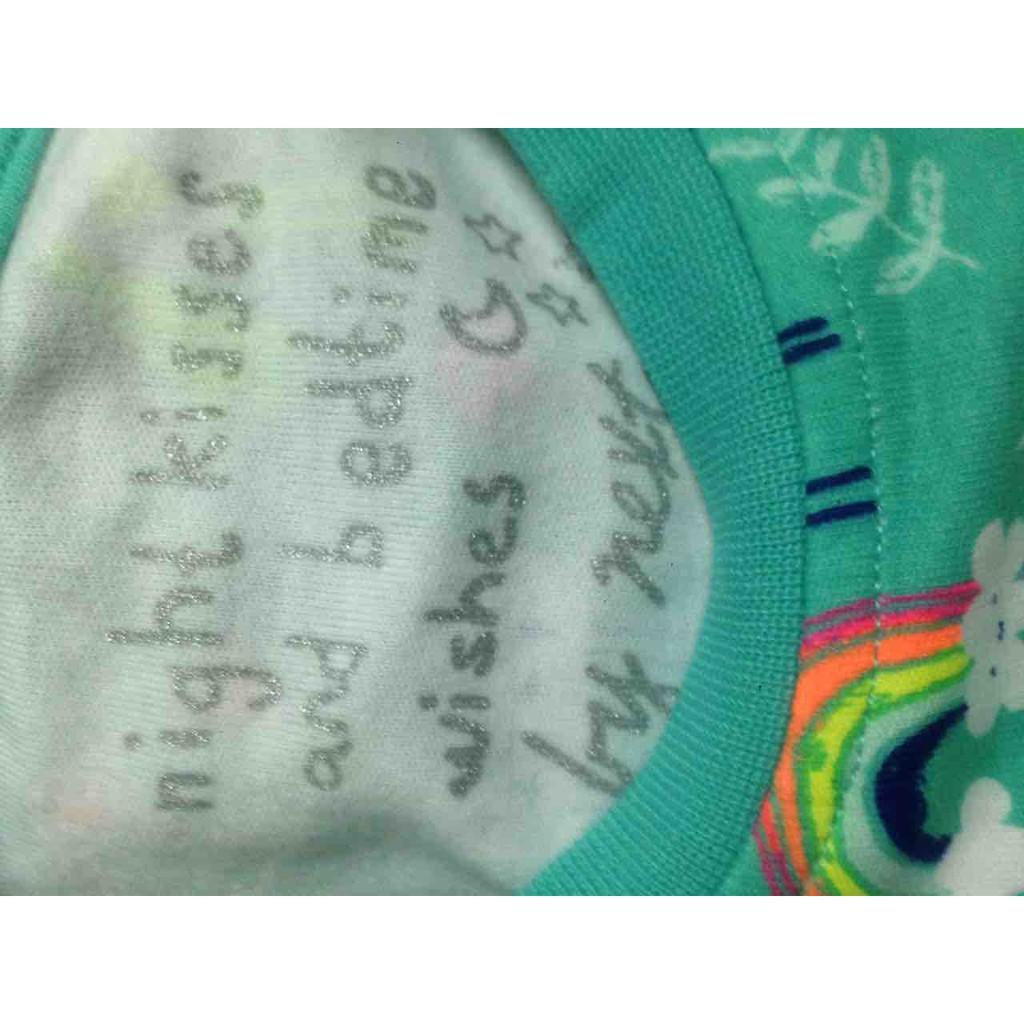 night kisses
and bedtime
wishes
by next